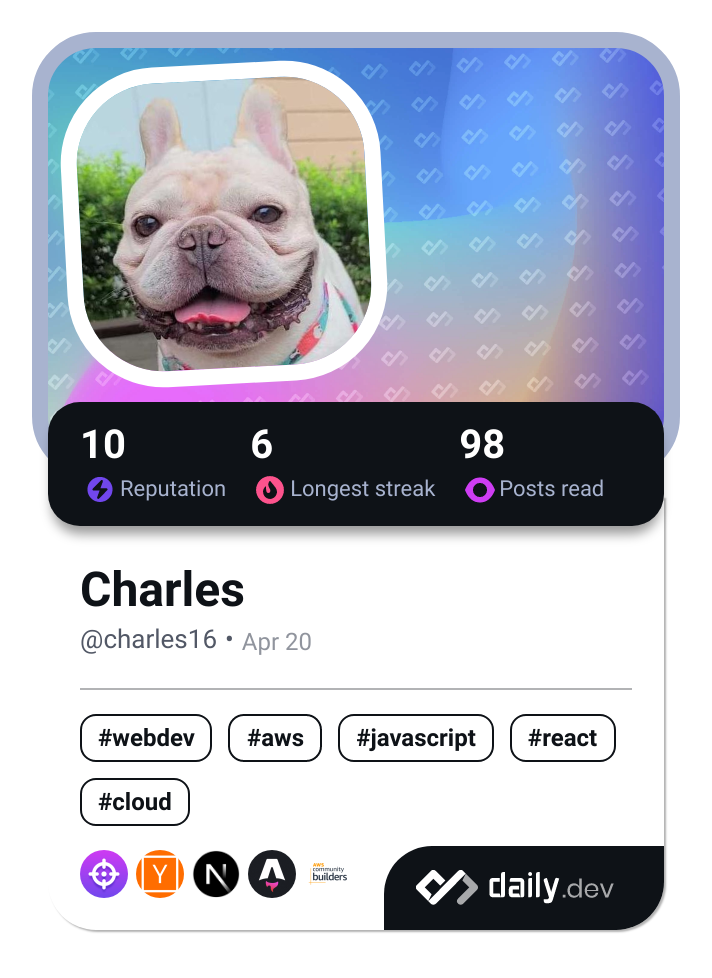 10 6 98
Reputation Longest streak Posts read
Charles
@charles16 • Apr 20
#webdev #aws #javascript #react
#cloud
Y N
aws
community
builders
daily.dev